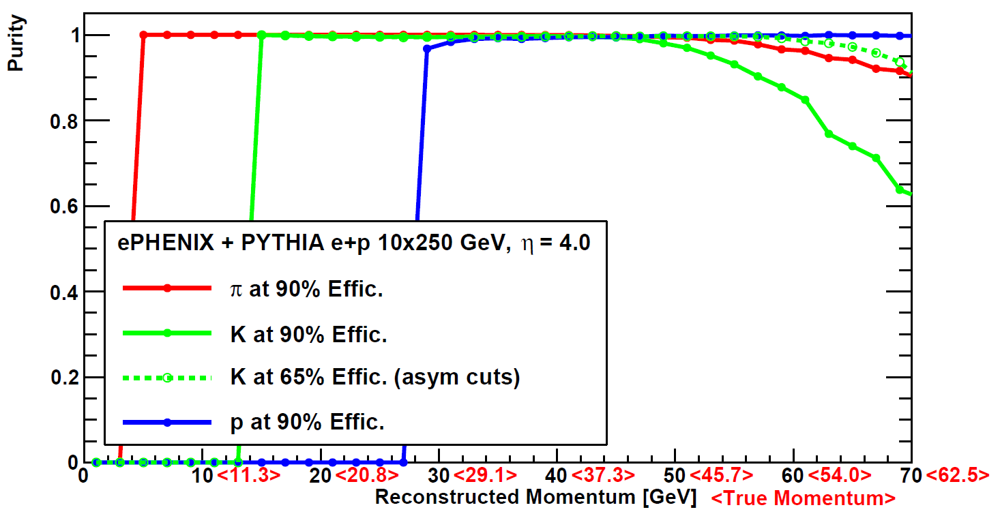 Purity
1
0.8
0.6
0.4
0.2
0
ePHENIX + PYTHIA e+p 10x250 GeV, η = 4.0
π at 90% Effic.
K at 90% Effic.
K at 65% Effic. (asym cuts)
p at 90% Effic.
0 10 <11.3> 20 <20.8> 30 <29.1> 40 <37.3> 50 <45.7> 60 <54.0> 70 <62.5>
Reconstructed Momentum [GeV] <True Momentum>